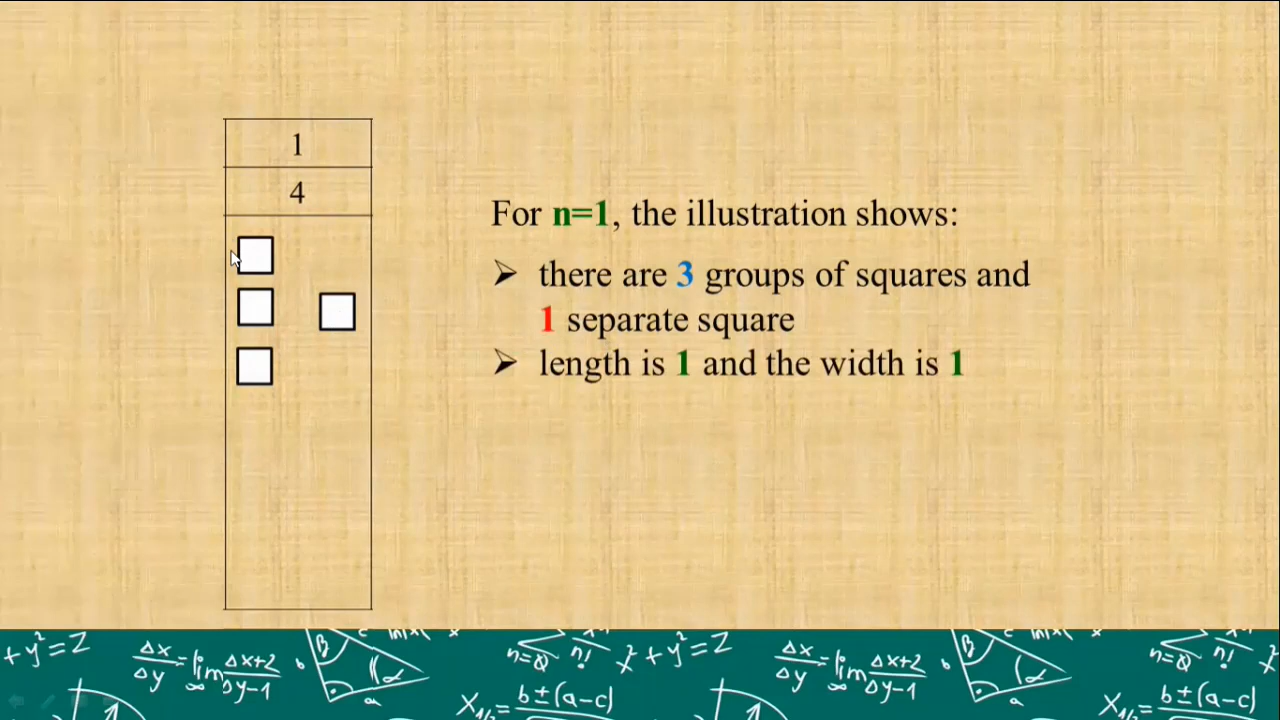 1
4
For n=1, the illustration shows:
➢ there are 3 groups of squares and
1 separate square
➢ length is 1 and the width is 1